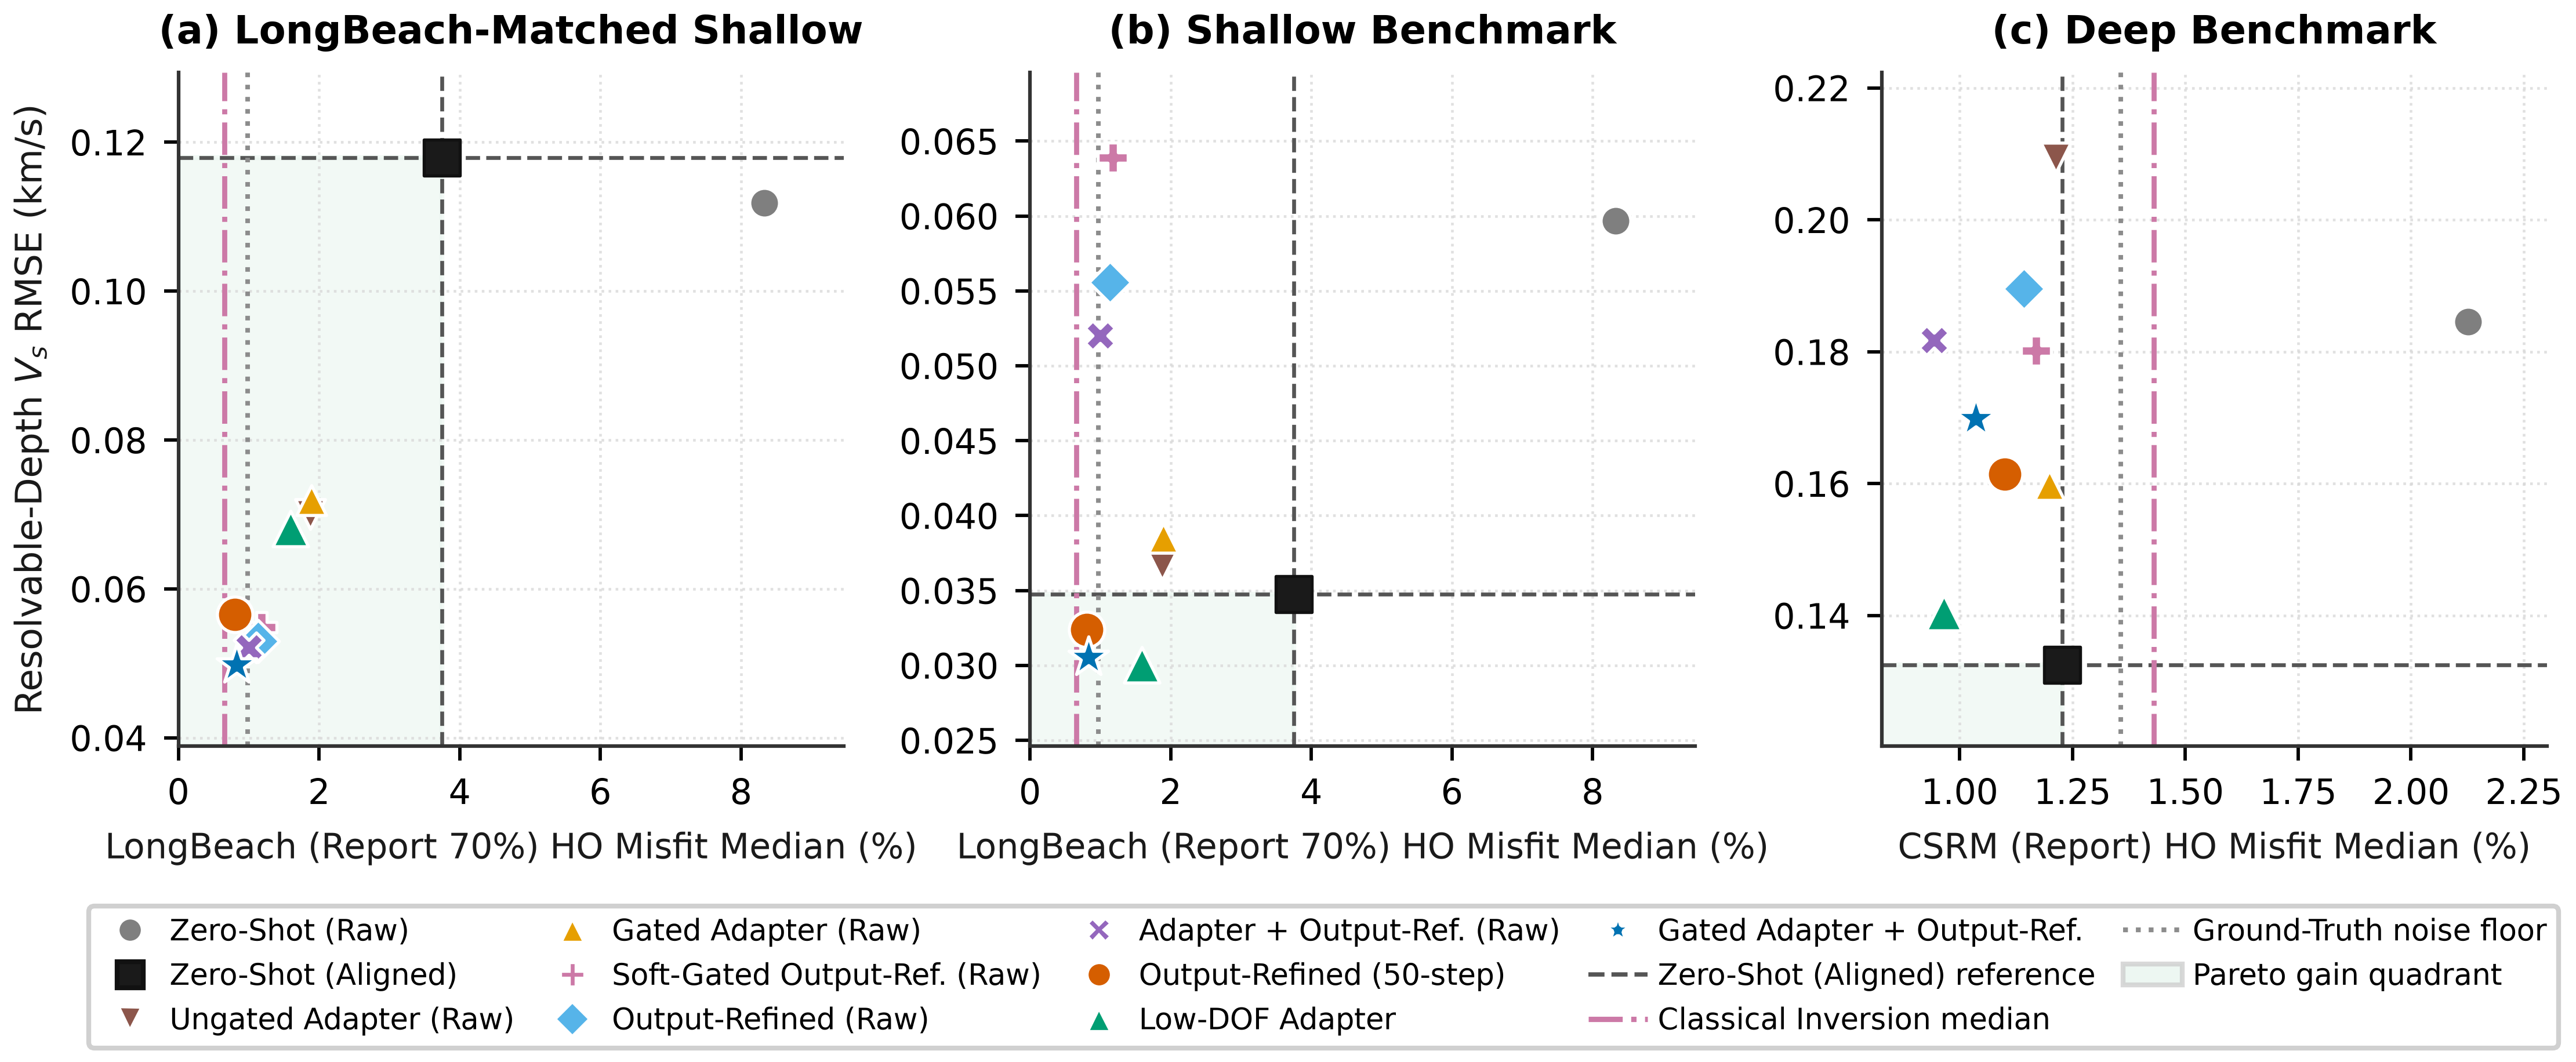 (a) LongBeach-Matched Shallow
(b) Shallow Benchmark
(c) Deep Benchmark
Resolvable-Depth Vs RMSE (km/s)
0.12
0.10
0.08
0.06
0.04
0 2 4 6 8
LongBeach (Report 70%) HO Misfit Median (%)
0.065
0.060
0.055
0.050
0.045
0.040
0.035
0.030
0.025
0 2 4 6 8
LongBeach (Report 70%) HO Misfit Median (%)
0.22
0.20
0.18
0.16
0.14
1.00 1.25 1.50 1.75 2.00 2.25
CSRM (Report) HO Misfit Median (%)
Zero-Shot (Raw)
Zero-Shot (Aligned)
Ungated Adapter (Raw)
Gated Adapter (Raw)
Soft-Gated Output-Ref. (Raw)
Output-Refined (Raw)
Adapter + Output-Ref. (Raw)
Output-Refined (50-step)
Low-DOF Adapter
Gated Adapter + Output-Ref.
Zero-Shot (Aligned) reference
Classical Inversion median
Ground-Truth noise floor
Pareto gain quadrant